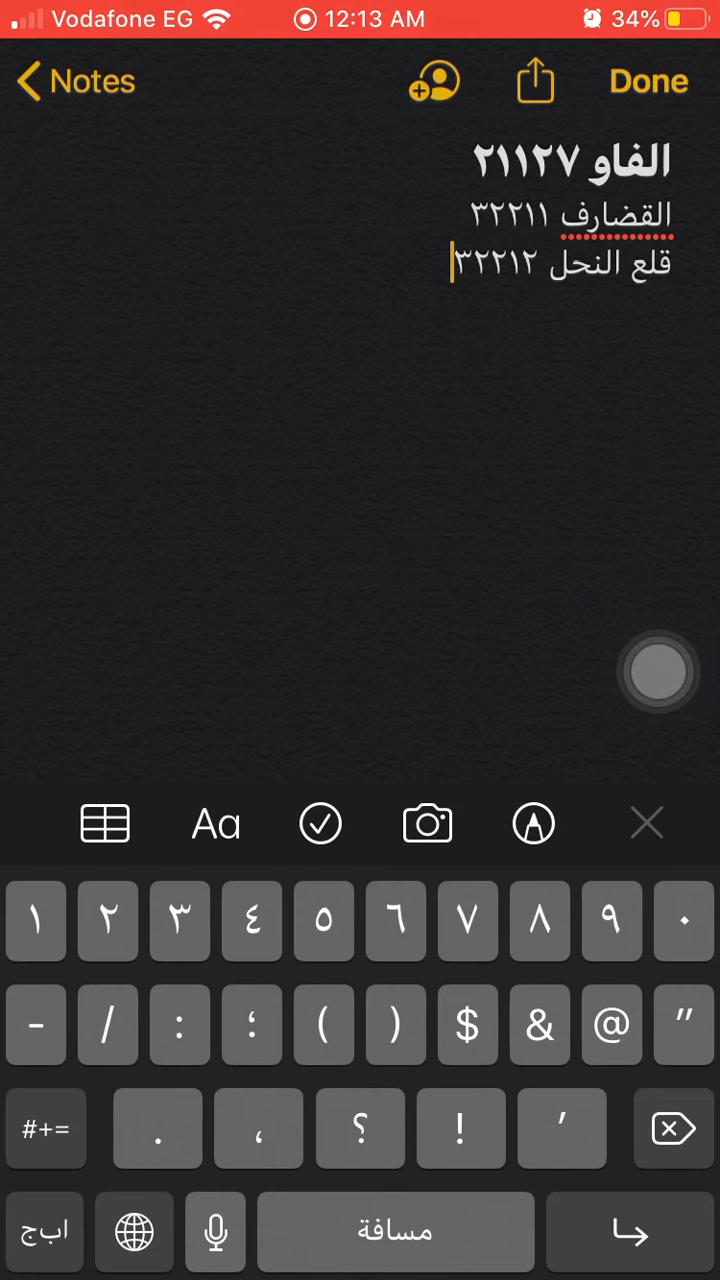 Vodafone EG 12:13 AM 34%
Notes Done
الفاو ٢١١٢٧
القضارف ٣٢٢١١
قلع النحل ٣٢٢١٢
Aa
١ ٢ ٣ ٤ ٥ ٦ ٧ ٨ ٩ ٠
- / : ؛ ( ) $ & @ "
#+= . ، ؟ ! '
ابج مسافة